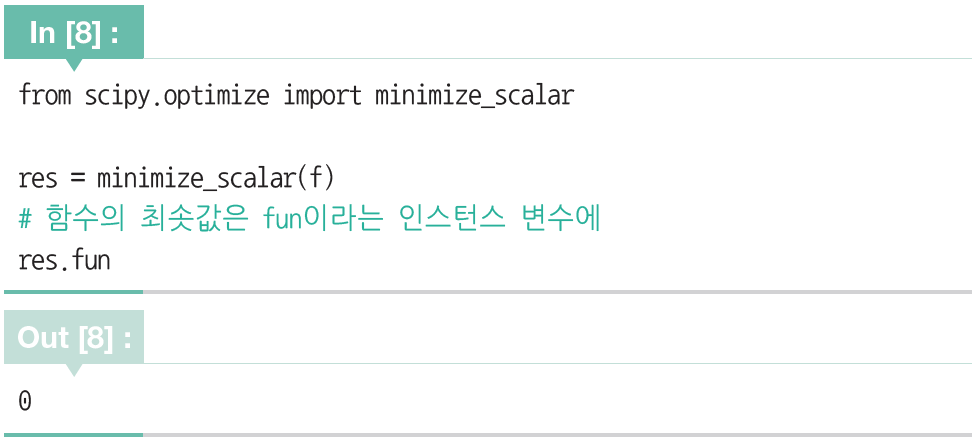 In [8] :
from scipy.optimize import minimize_scalar
res = minimize_scalar(f)
# 함수의 최솟값은 fun이라는 인스턴스 변수에
res.fun
Out [8] :
0